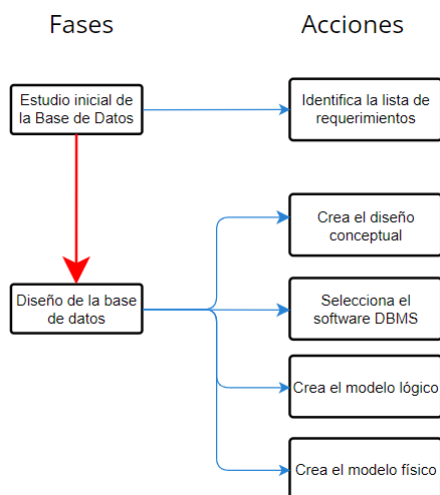 Fases
Acciones
Estudio inicial de
la Base de Datos
Identifica la lista de
requerimientos
Crea el diseño
conceptual
Diseño de la base
de datos
Selecciona el
software DBMS
Crea el modelo lógico
Crea el modelo físico